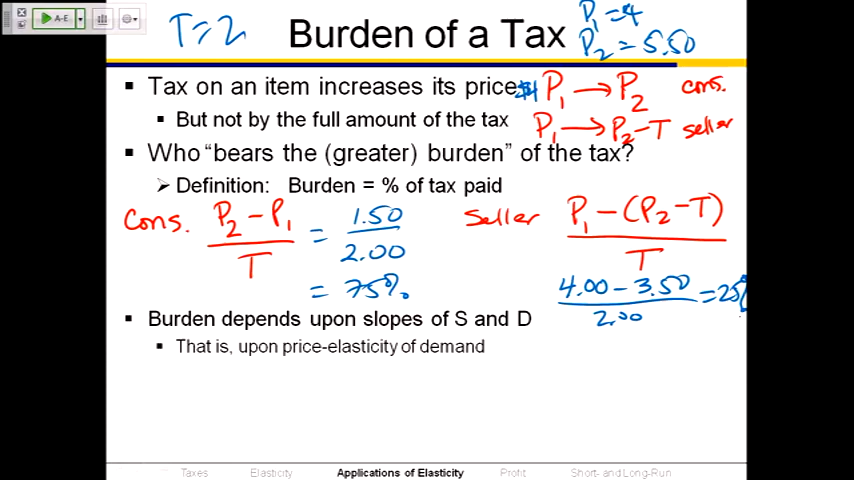 A-E
T=2
Burden of a Tax
P1=4
P2=5.50
Tax on an item increases its price $4 P1 → P2 cons.
But not by the full amount of the tax P1 → P2-T seller
Who “bears the (greater) burden” of the tax?
Definition: Burden = % of tax paid
Cons. P2-P1 / T = 1.50 / 2.00
= 75%
Seller P1-(P2-T) / T
4.00-3.50 / 2.00 = 25%
Burden depends upon slopes of S and D
That is, upon price-elasticity of demand
Taxes Elasticity Applications of Elasticity Profit Short- and Long-Run